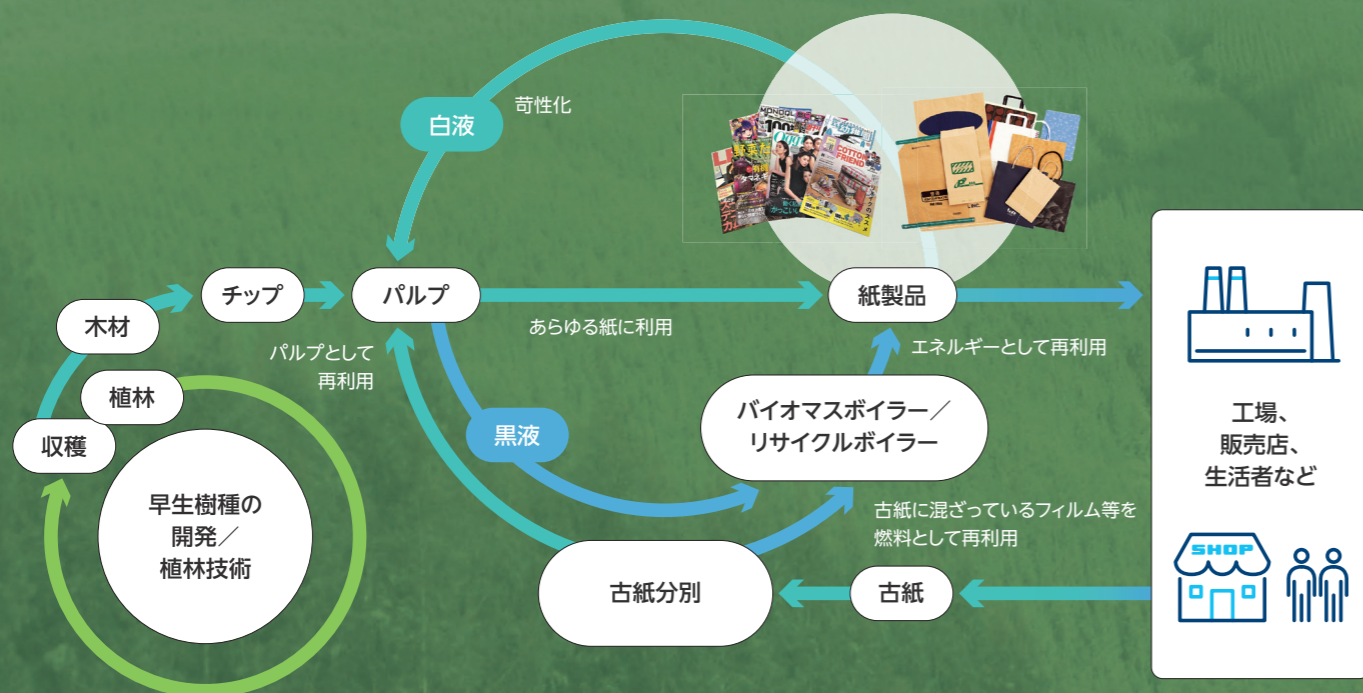 苛性化
白液
MONOQL
野菜だ
COTTON
FRIEND
チップ
パルプ
紙製品
木材
あらゆる紙に利用
パルプとして
再利用
エネルギーとして再利用
植林
収穫
バイオマスボイラー／
リサイクルボイラー
黒液
工場、
販売店、
生活者など
早生樹種の
開発／
植林技術
古紙に混ざっているフィルム等を
燃料として再利用
SHOP
古紙分別
古紙